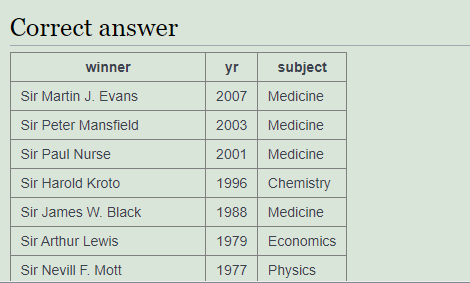 Correct answer
winner yr subject
Sir Martin J. Evans 2007 Medicine
Sir Peter Mansfield 2003 Medicine
Sir Paul Nurse 2001 Medicine
Sir Harold Kroto 1996 Chemistry
Sir James W. Black 1988 Medicine
Sir Arthur Lewis 1979 Economics
Sir Nevill F. Mott 1977 Physics